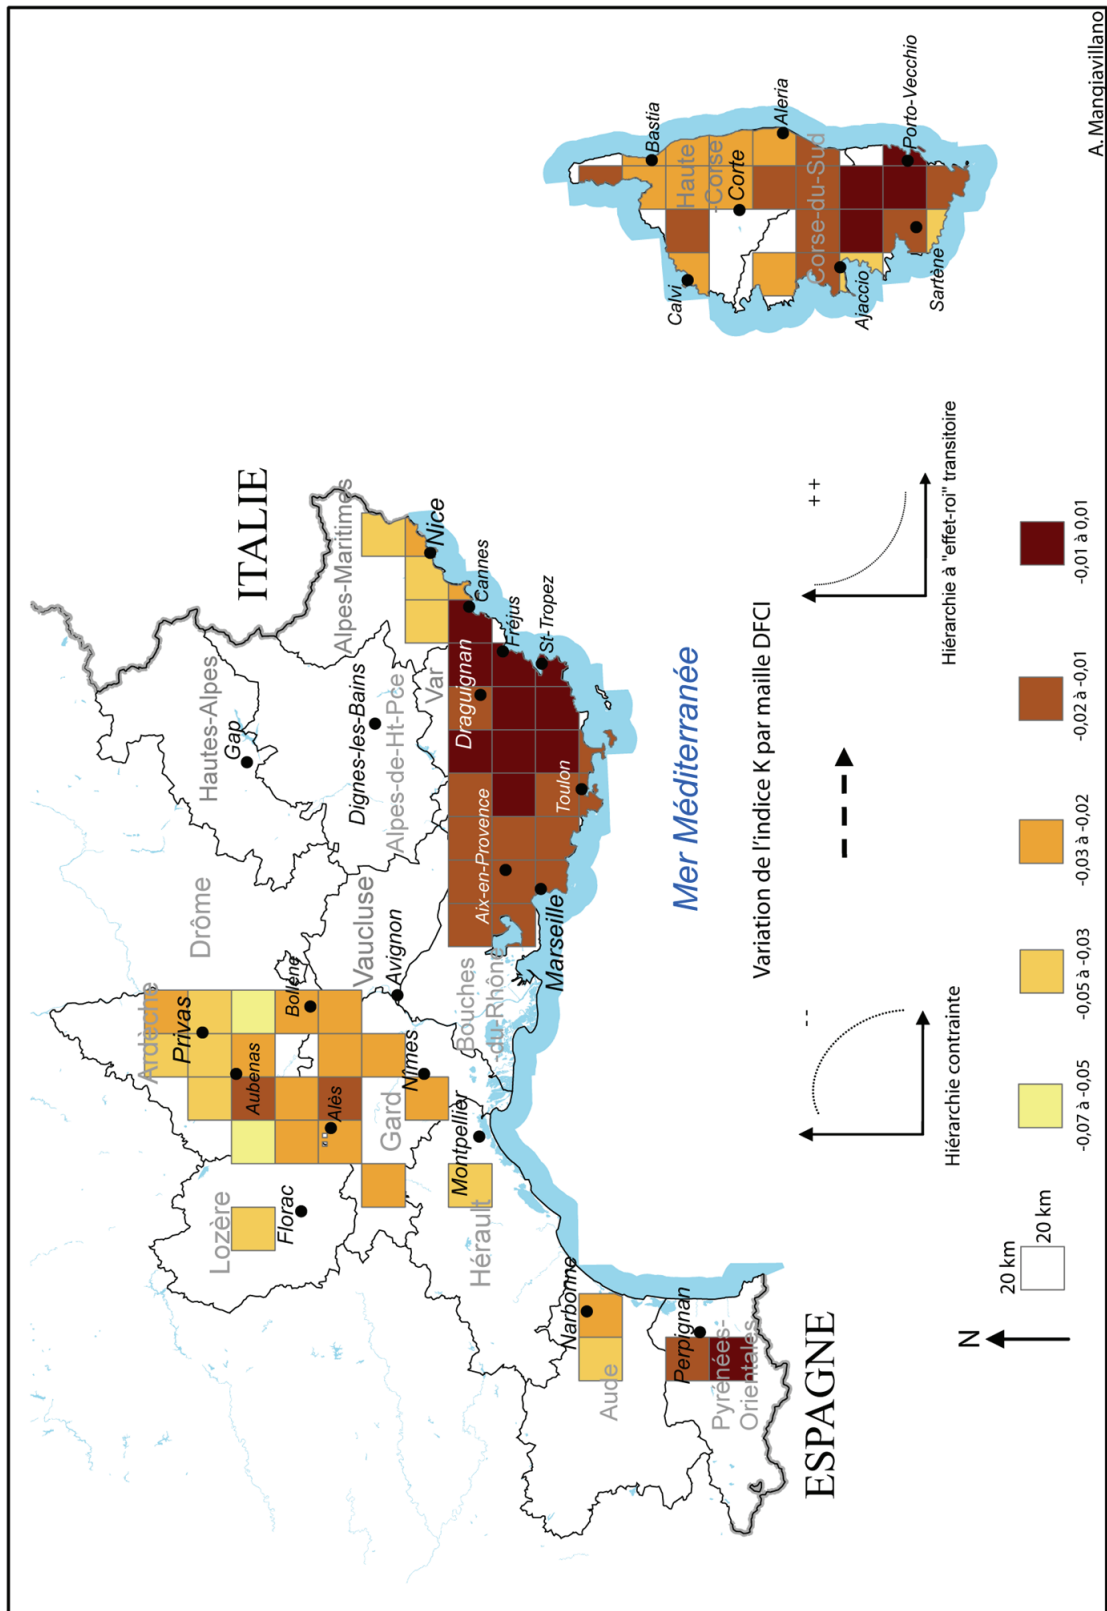 ITALIE
Hautes-Alpes
Gap
Drôme
Ardèche
Privas
Alpes-Maritimes
Dignes-les-Bains
Alpes-de-Ht-Pce
Aubenas
Bollène
Lozère
Florac
Alès
Vaucluse
Avignon
Gard
Nîmes
Nice
Cannes
Var
Draguignan
Fréjus
St-Tropez
Aix-en-Provence
Toulon
Marseille
Bouches
-du-Rhône
Montpellier
Hérault
Narbonne
Aude
Perpignan
Pyrénées-
Orientales
ESPAGNE
Mer Méditerranée
Bastia
Calvi
Haute
-Corse
Corte
Aleria
Corse-du-Sud
Ajaccio
Porto-Vecchio
Sartène
Variation de l'indice K par maille DFCI
- -
+ +
Hiérarchie contrainte
Hiérarchie à "effet-roi" transitoire
N
20 km
20 km
-0,07 à -0,05
-0,05 à -0,03
-0,03 à -0,02
-0,02 à -0,01
-0,01 à 0,01
A.Mangiavillano